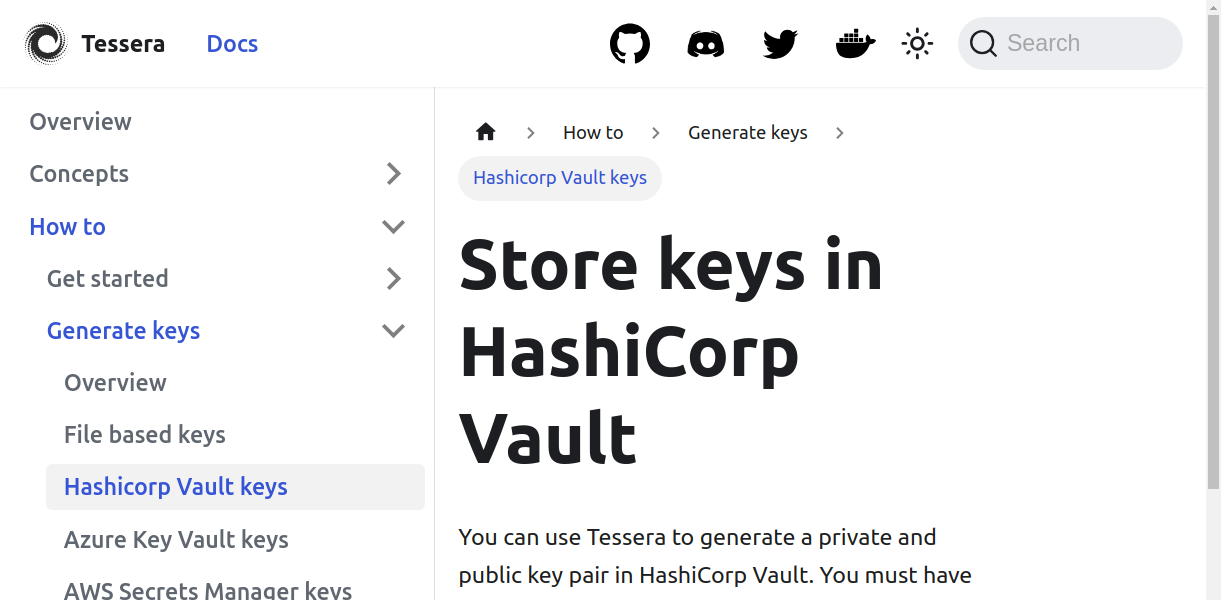 Tessera
Docs
Search
Overview
Concepts
How to
Get started
Generate keys
Overview
File based keys
Hashicorp Vault keys
Azure Key Vault keys
AWS Secrets Manager keys
How to
Generate keys
Hashicorp Vault keys
Store keys in
HashiCorp
Vault
You can use Tessera to generate a private and
public key pair in HashiCorp Vault. You must have